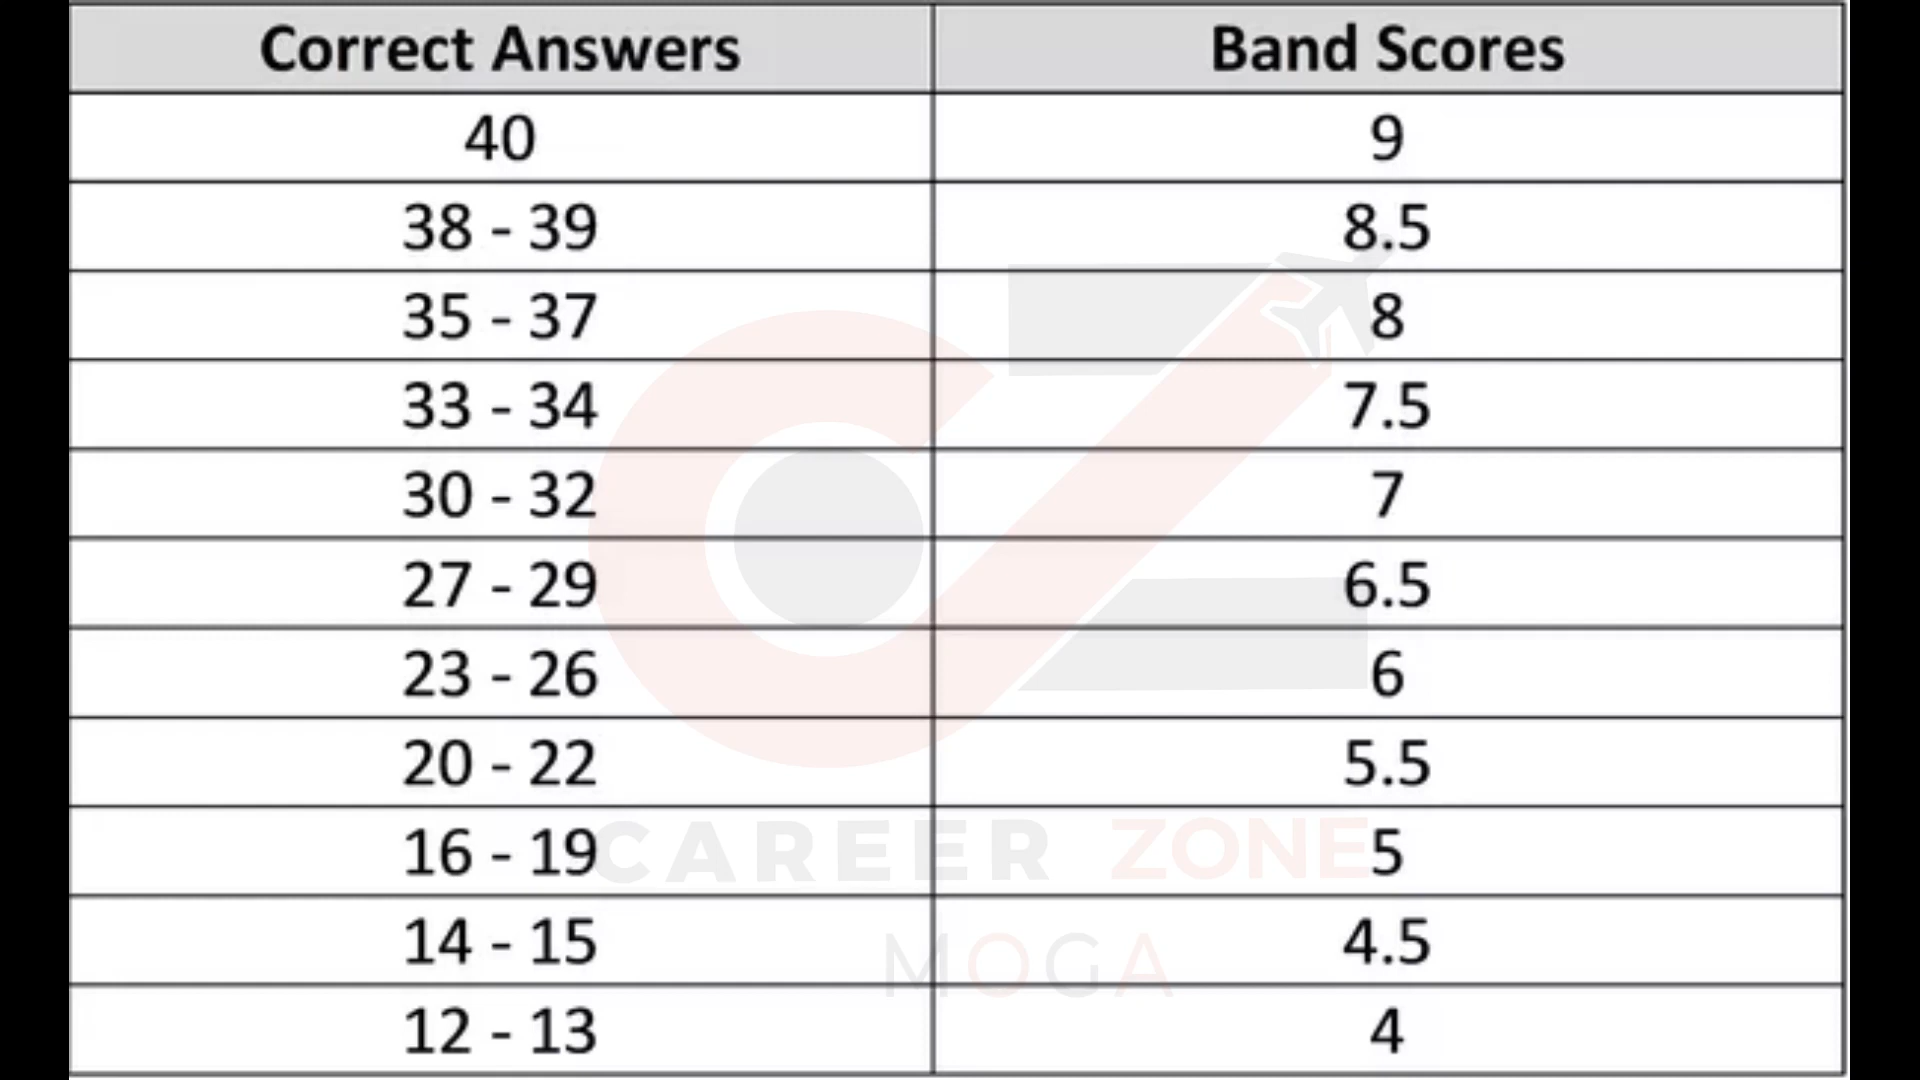 Correct Answers Band Scores
40 9
38 - 39 8.5
35 - 37 8
33 - 34 7.5
30 - 32 7
27 - 29 6.5
23 - 26 6
20 - 22 5.5
16 - 19 5
CAREER ZONE
14 - 15 4.5
MOGA
12 - 13 4